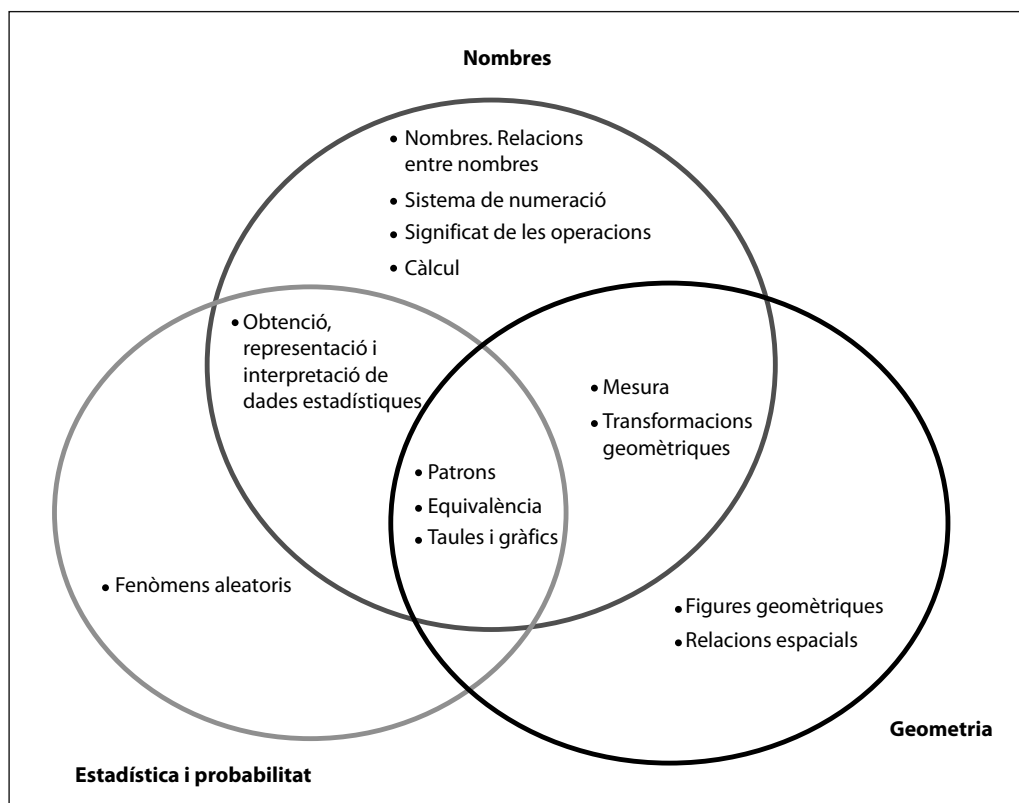 Nombres
• Nombres. Relacions
entre nombres
• Sistema de numeració
• Significat de les operacions
• Càlcul
• Obtenció,
representació i
interpretació de
dades estadístiques
• Mesura
• Transformacions
geomètriques
• Patrons
• Equivalència
• Taules i gràfics
• Fenòmens aleatoris
• Figures geomètriques
• Relacions espacials
Geometria
Estadística i probabilitat